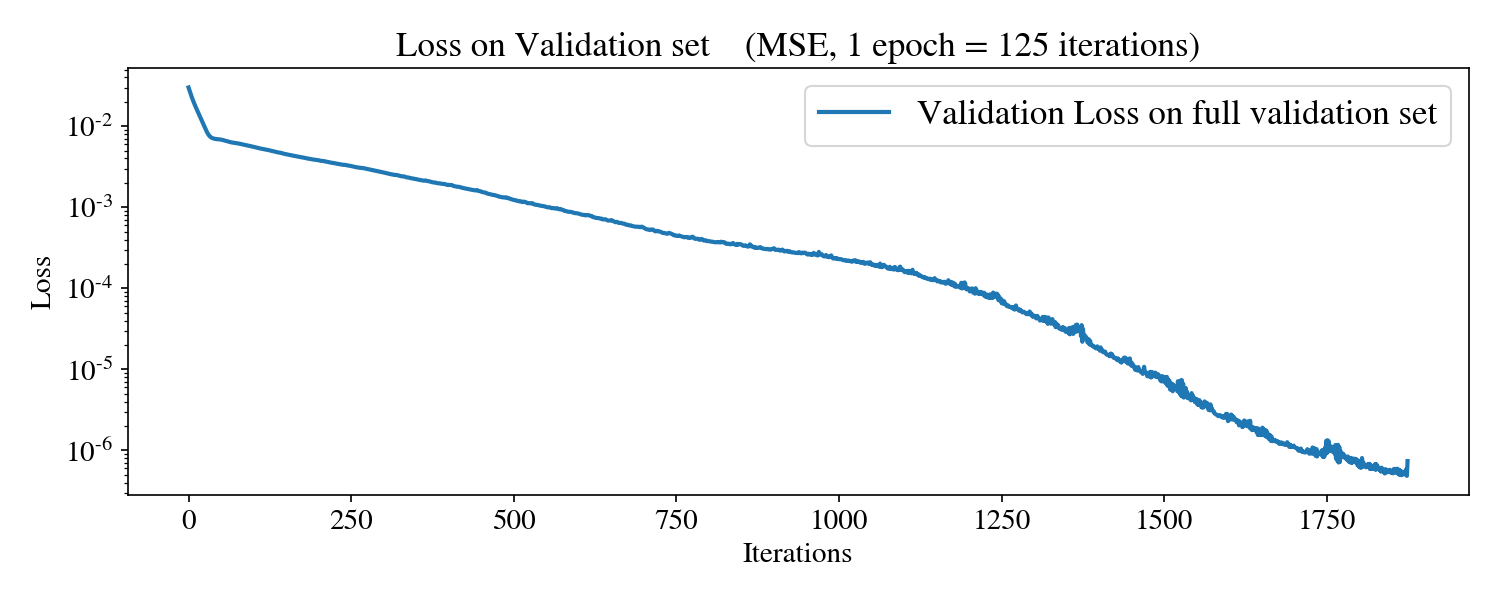 Loss on Validation set (MSE, 1 epoch = 125 iterations)
Validation Loss on full validation set
Loss
10^-2
10^-3
10^-4
10^-5
10^-6
0 250 500 750 1000 1250 1500 1750
Iterations